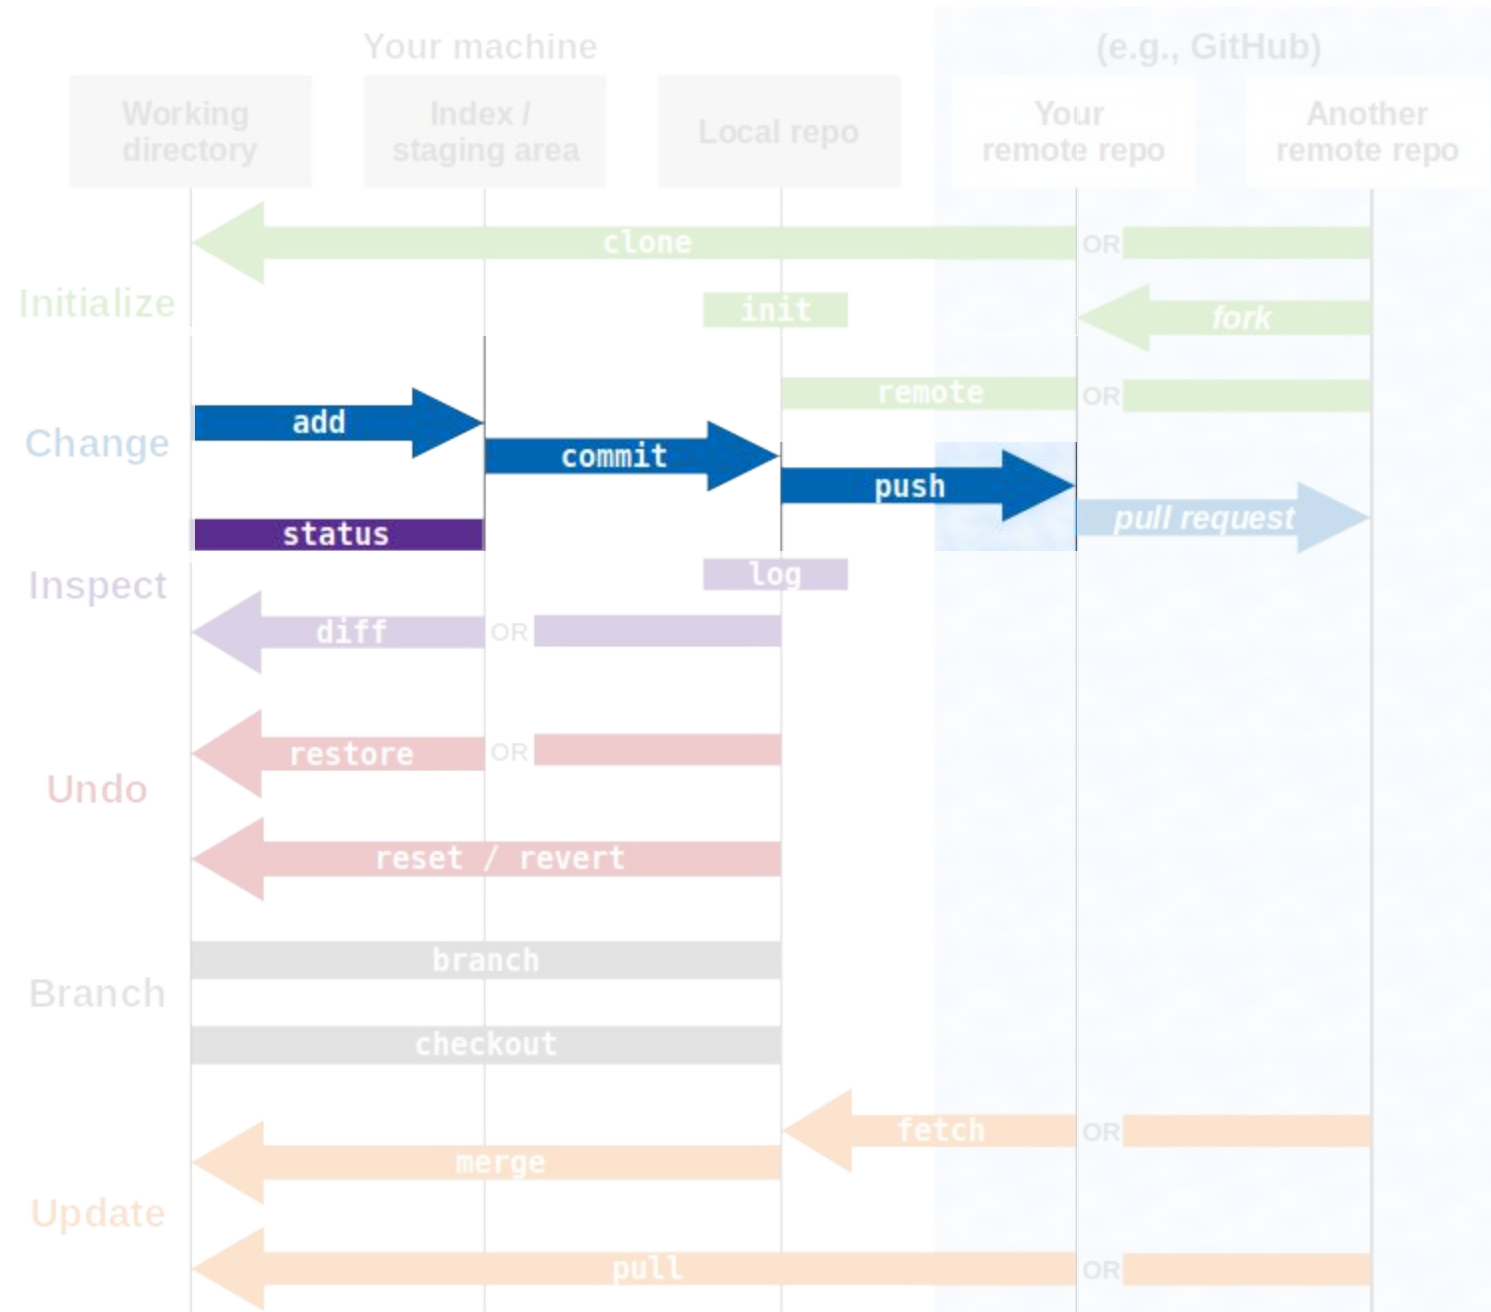 Your machine
(e.g., GitHub)
Working
directory
Index /
staging area
Local repo
Your
remote repo
Another
remote repo
clone
OR
Initialize
init
fork
remote
OR
add
Change
commit
push
pull request
status
log
Inspect
diff
OR
restore
OR
Undo
reset / revert
branch
Branch
checkout
fetch
OR
merge
Update
pull
OR